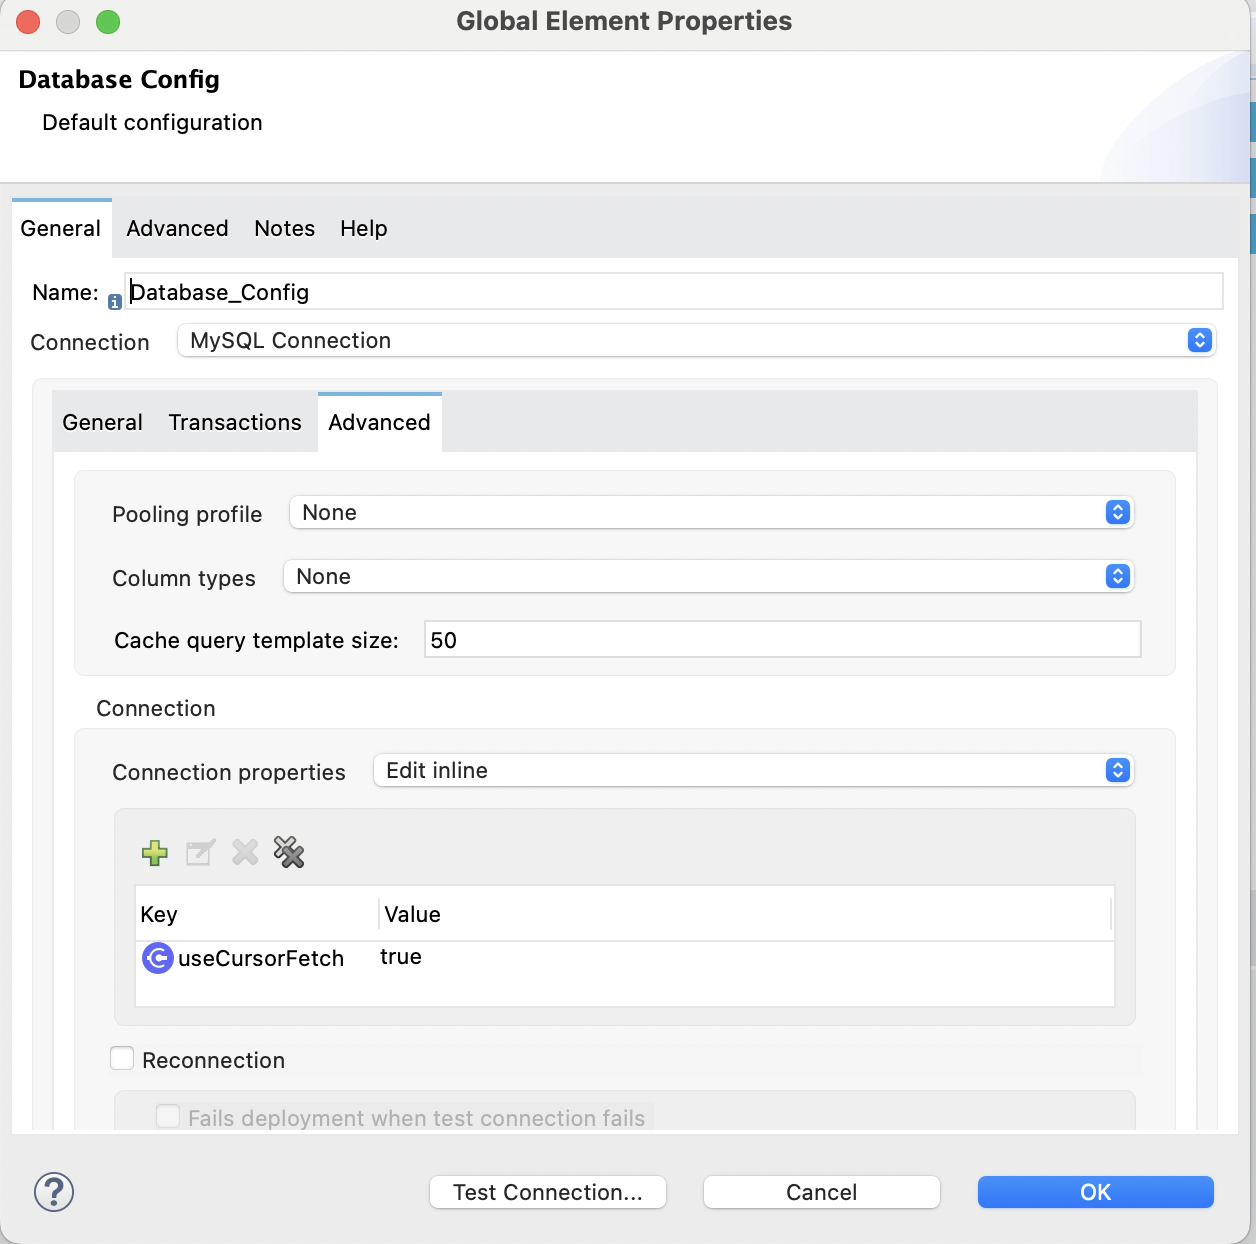 Global Element Properties
Database Config
Default configuration
General Advanced Notes Help
Name: Database_Config
Connection MySQL Connection
General Transactions Advanced
Pooling profile None
Column types None
Cache query template size: 50
Connection
Connection properties Edit inline
Key Value
useCursorFetch true
Reconnection
Fails deployment when test connection fails
? Test Connection... Cancel OK